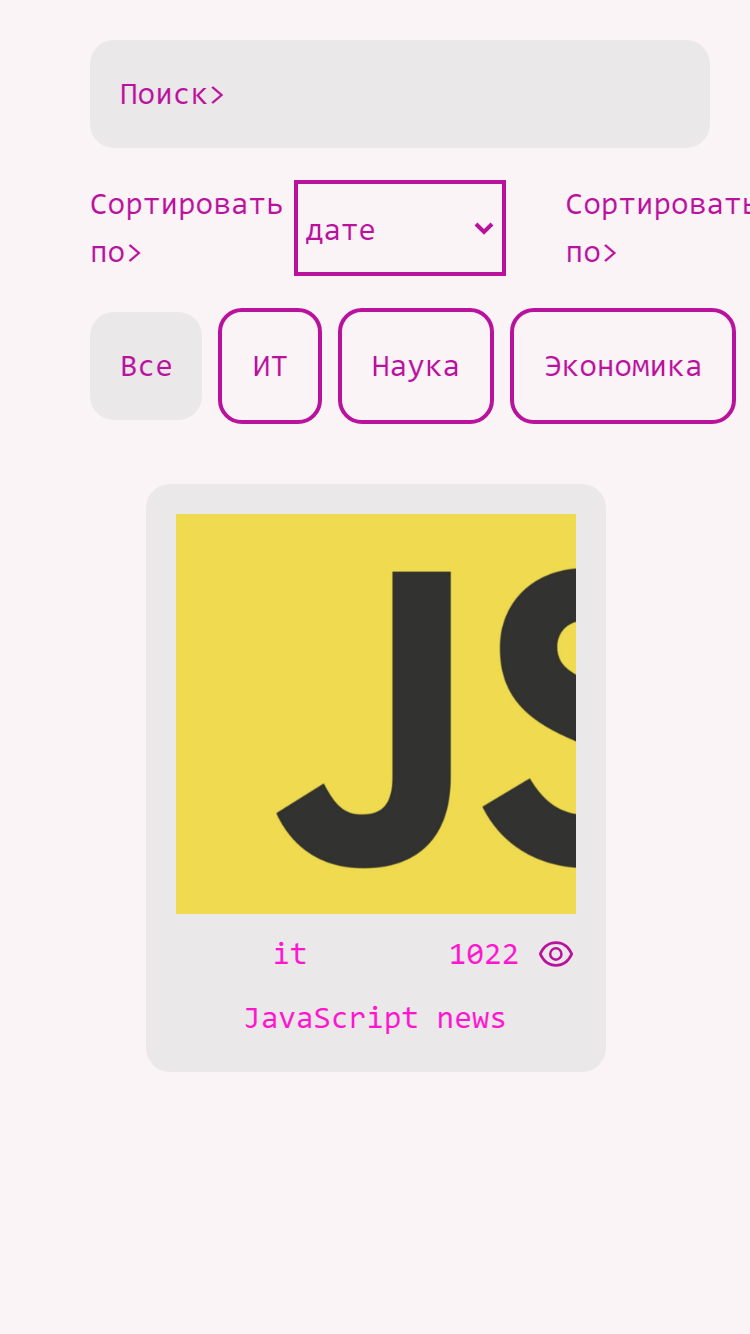 Поиск>
Сортировать по>
дате
Сортировать по>
Все
ИТ
Наука
Экономика
JS
it
1022
JavaScript news